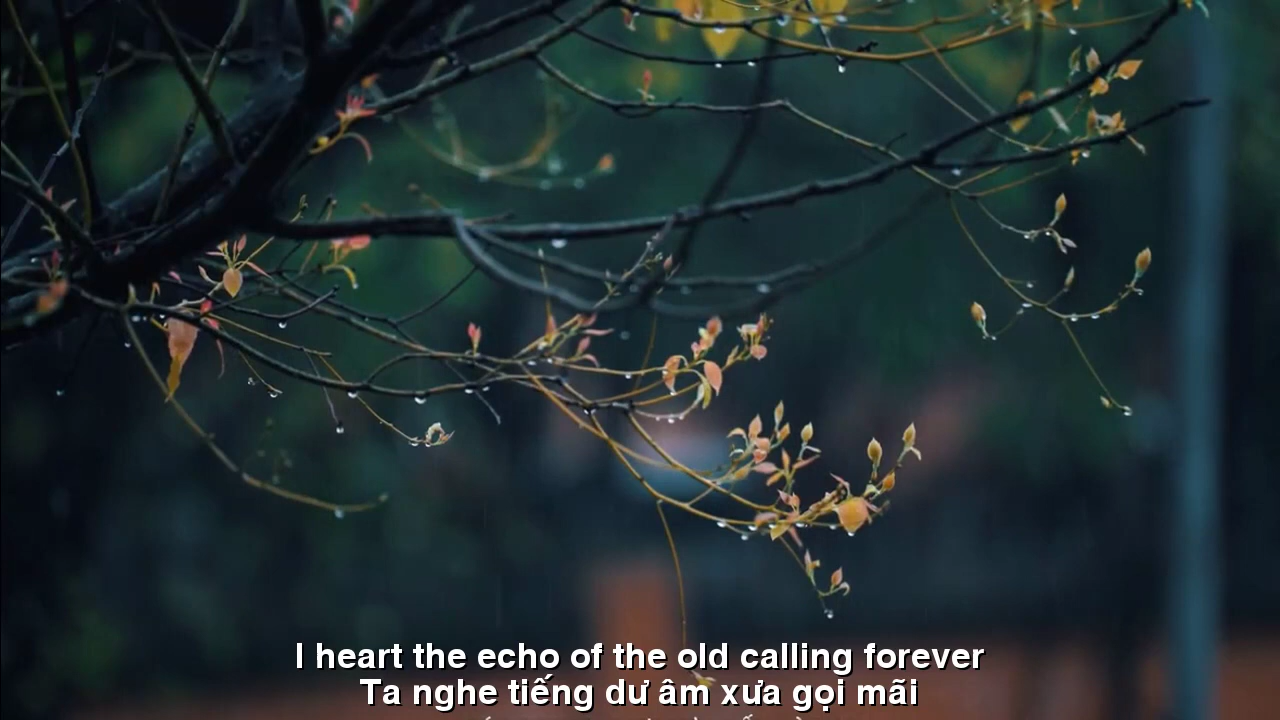 I heart the echo of the old calling forever
Ta nghe tiếng dư âm xưa gọi mãi